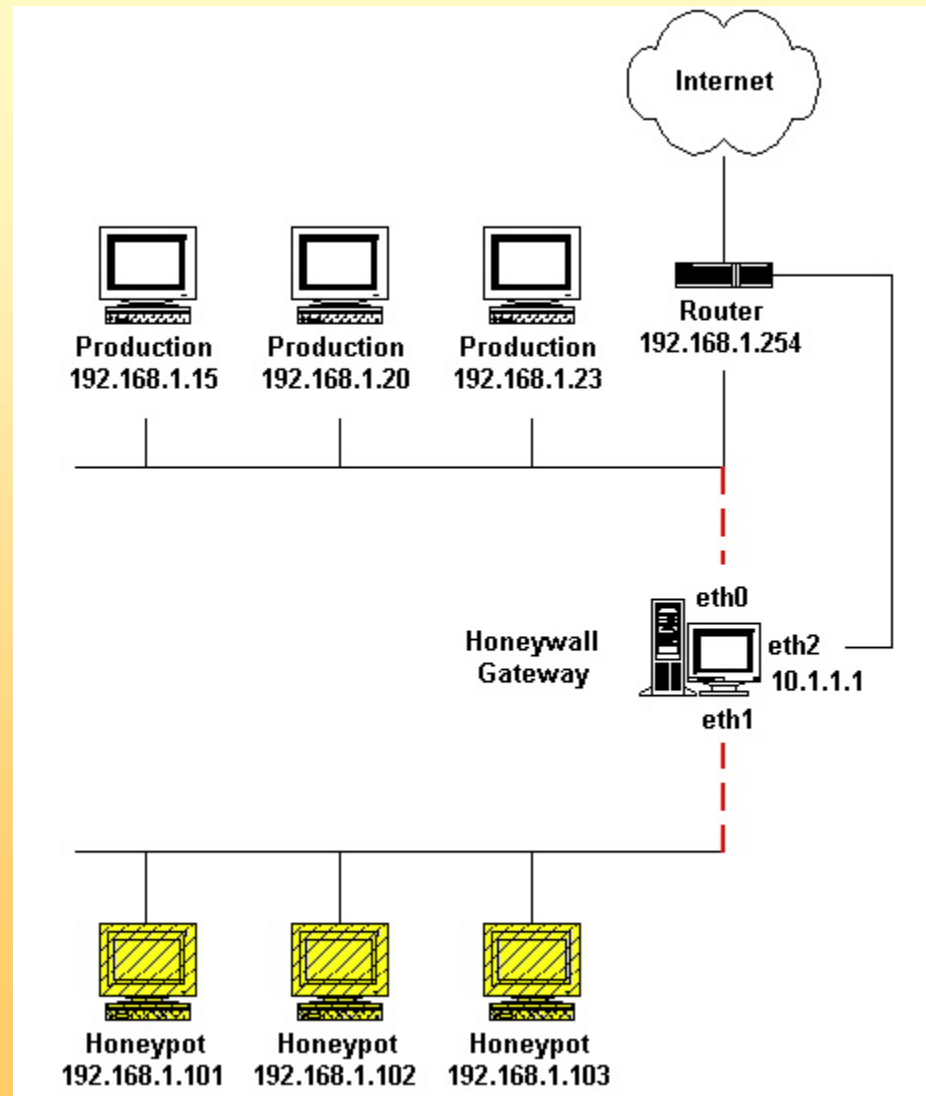 Internet
Router
192.168.1.254
Production
192.168.1.15
Production
192.168.1.20
Production
192.168.1.23
eth0
Honeywall
Gateway
eth2
10.1.1.1
eth1
Honeypot
192.168.1.101
Honeypot
192.168.1.102
Honeypot
192.168.1.103